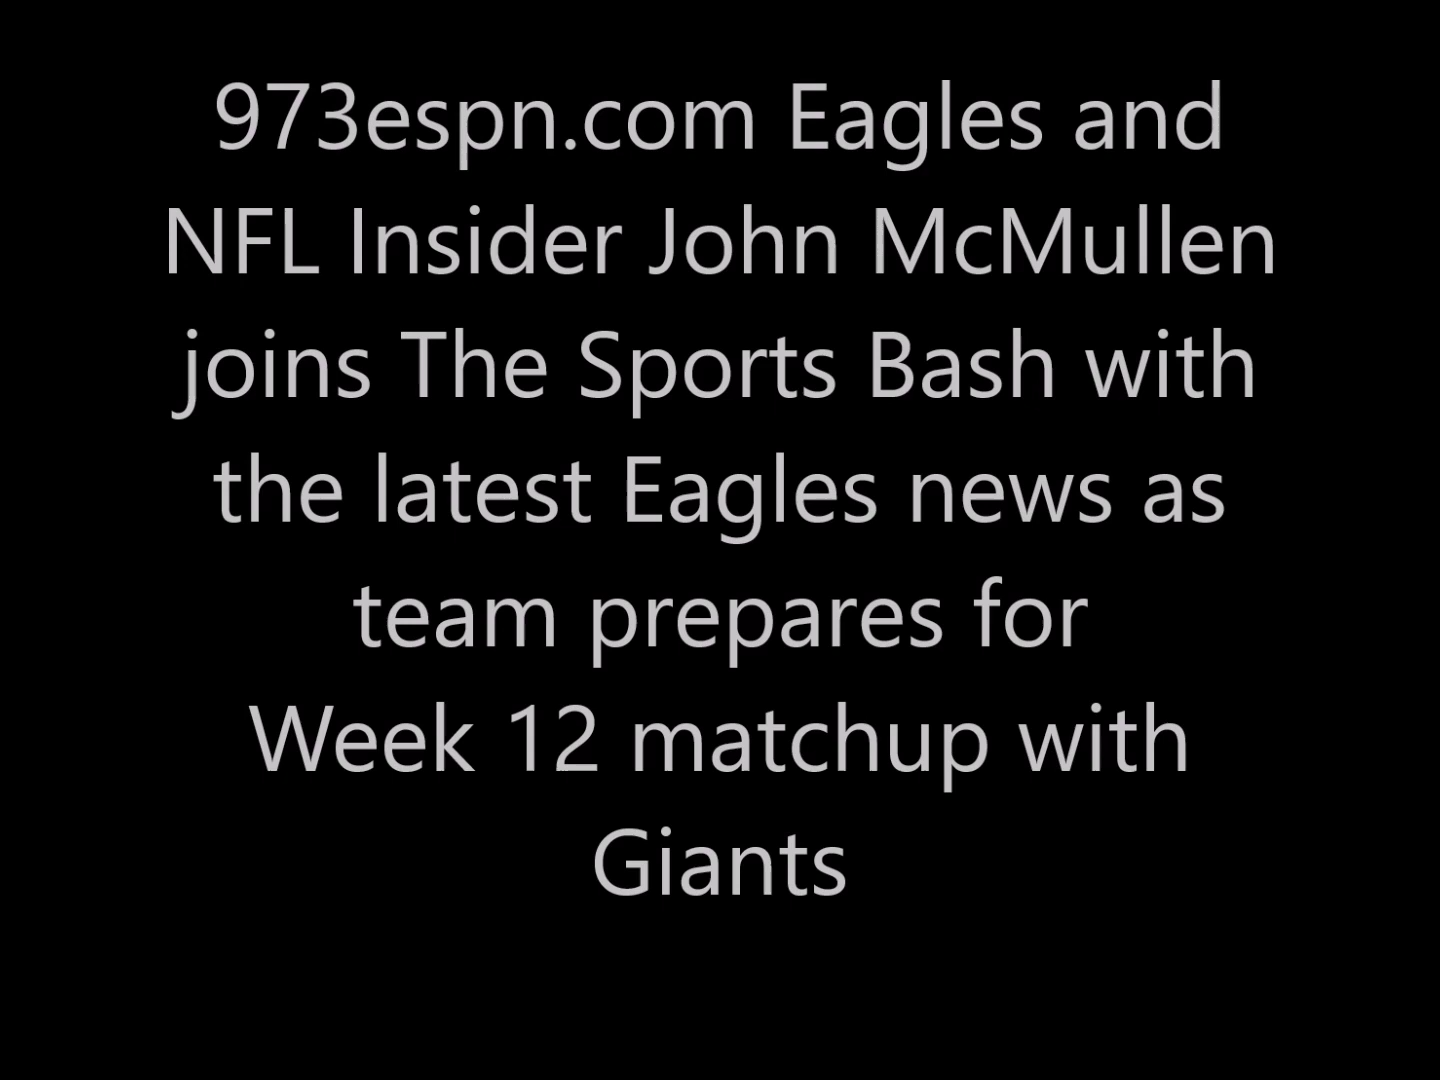 973espn.com Eagles and
NFL Insider John McMullen
joins The Sports Bash with
the latest Eagles news as
team prepares for
Week 12 matchup with
Giants